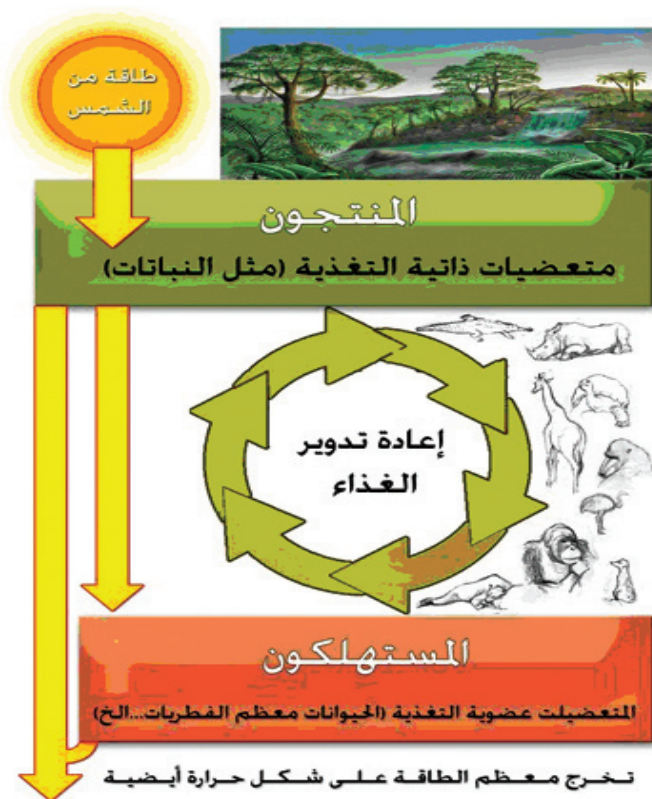 طاقة من
الشمس
المنتجون
متعضيات ذاتية التغذية (مثل النباتات)
إعادة تدوير
الغذاء
المستهلكون
المتعضيلت عضوية التغذية (الحيوانات معظم الفطريات...الخ)
تخرج معظم الطاقة على شكل حرارة أيضية